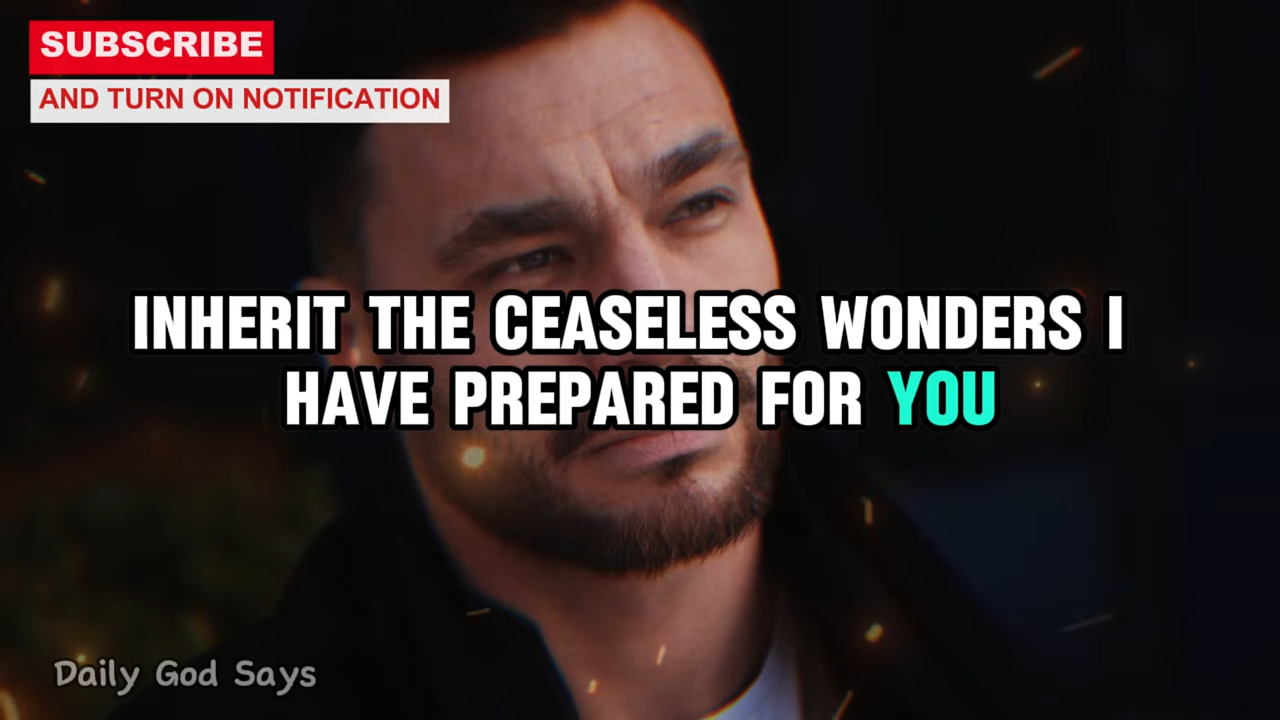 SUBSCRIBE
AND TURN ON NOTIFICATION
INHERIT THE CEASELESS WONDERS I
HAVE PREPARED FOR YOU
Daily God Says